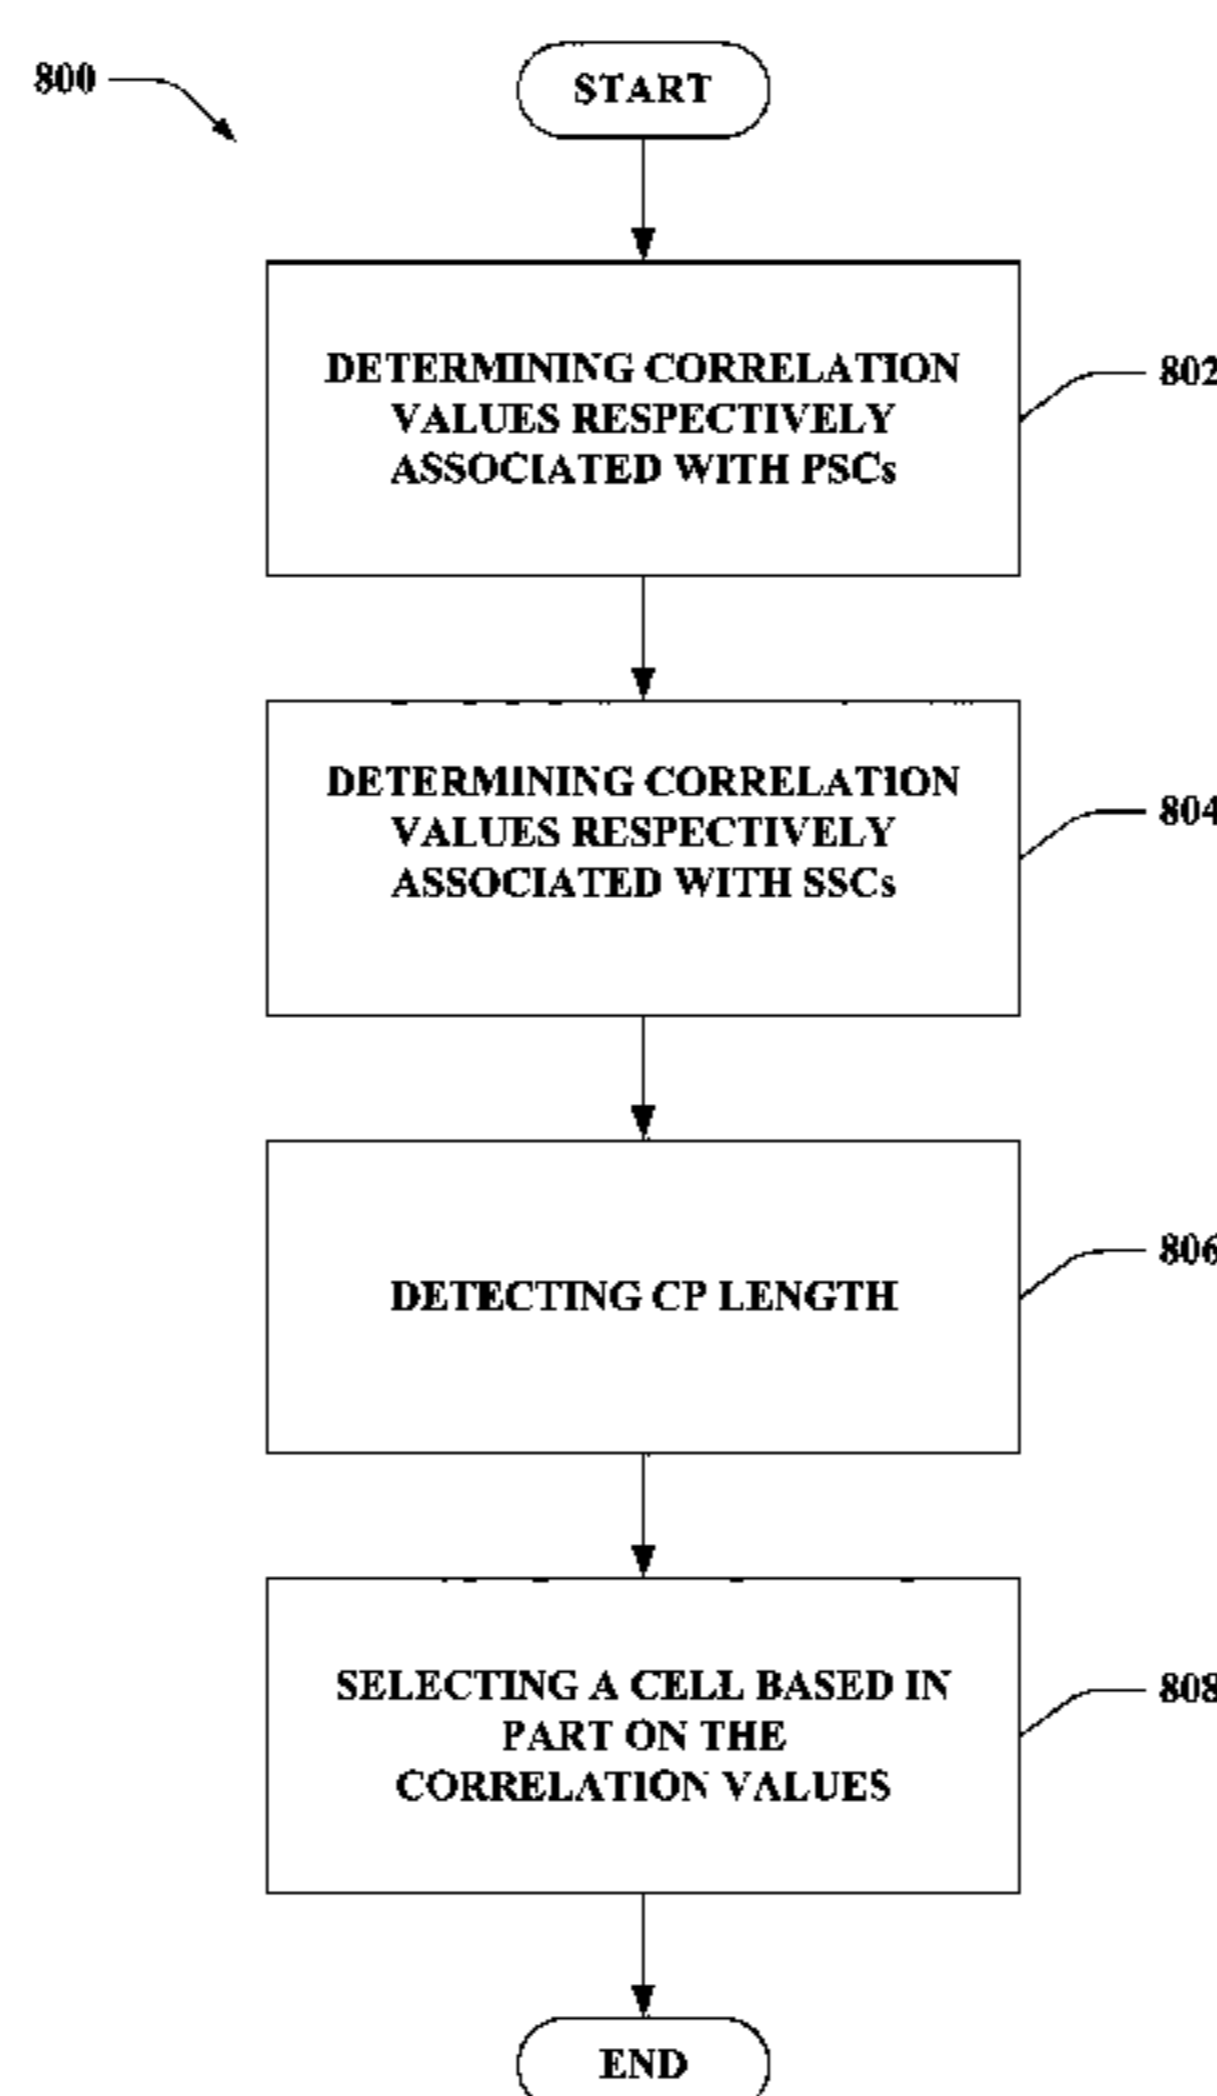 800
START
DETERMINING CORRELATION
VALUES RESPECTIVELY
ASSOCIATED WITH PSCs
802
DETERMINING CORRELATION
VALUES RESPECTIVELY
ASSOCIATED WITH SSCs
804
DETECTING CP LENGTH
806
SELECTING A CELL BASED IN
PART ON THE
CORRELATION VALUES
808
END